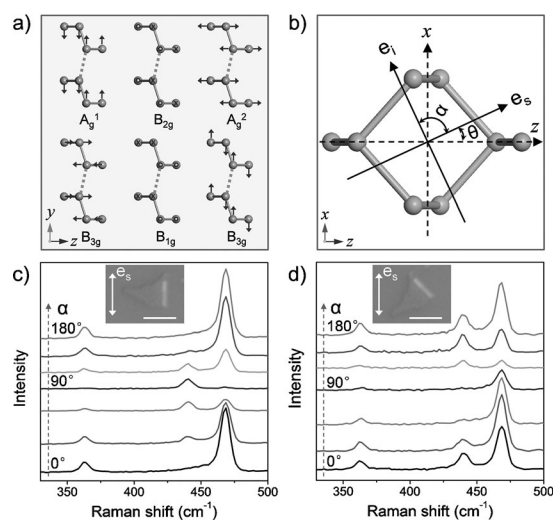 a)
A_g^1
B_2g
A_g^2
B_3g
B_1g
B_3g
y
z
b)
x
e_i
α
e_s
θ
z
x
z
c)
e_s
α
180°
90°
0°
Intensity
350 400 450 500
Raman shift (cm⁻¹)
d)
e_s
α
180°
90°
0°
Intensity
350 400 450 500
Raman shift (cm⁻¹)